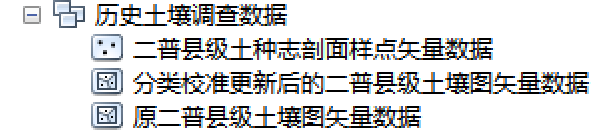 历史土壤调查数据
二普县级土种志剖面样点矢量数据
分类校准更新后的二普县级土壤图矢量数据
原二普县级土壤图矢量数据